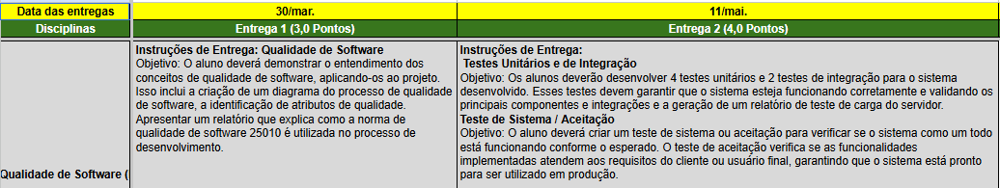 Data das entregas
30/mar.
11/mai.
Disciplinas
Entrega 1 (3,0 Pontos)
Entrega 2 (4,0 Pontos)
Qualidade de Software (
Instruções de Entrega: Qualidade de Software
Objetivo: O aluno deverá demonstrar o entendimento dos
conceitos de qualidade de software, aplicando-os ao projeto.
Isso inclui a criação de um diagrama do processo de qualidade
de software, a identificação de atributos de qualidade.
Apresentar um relatório que explica como a norma de
qualidade de software 25010 é utilizada no processo de
desenvolvimento.
Instruções de Entrega:
Testes Unitários e de Integração
Objetivo: Os alunos deverão desenvolver 4 testes unitários e 2 testes de integração para o sistema
desenvolvido. Esses testes devem garantir que o sistema esteja funcionando corretamente e validando os
principais componentes e integrações e a geração de um relatório de teste de carga do servidor.
Teste de Sistema / Aceitação
Objetivo: O aluno deverá criar um teste de sistema ou aceitação para verificar se o sistema como um todo
está funcionando conforme o esperado. O teste de aceitação verifica se as funcionalidades
implementadas atendem aos requisitos do cliente ou usuário final, garantindo que o sistema está pronto
para ser utilizado em produção.